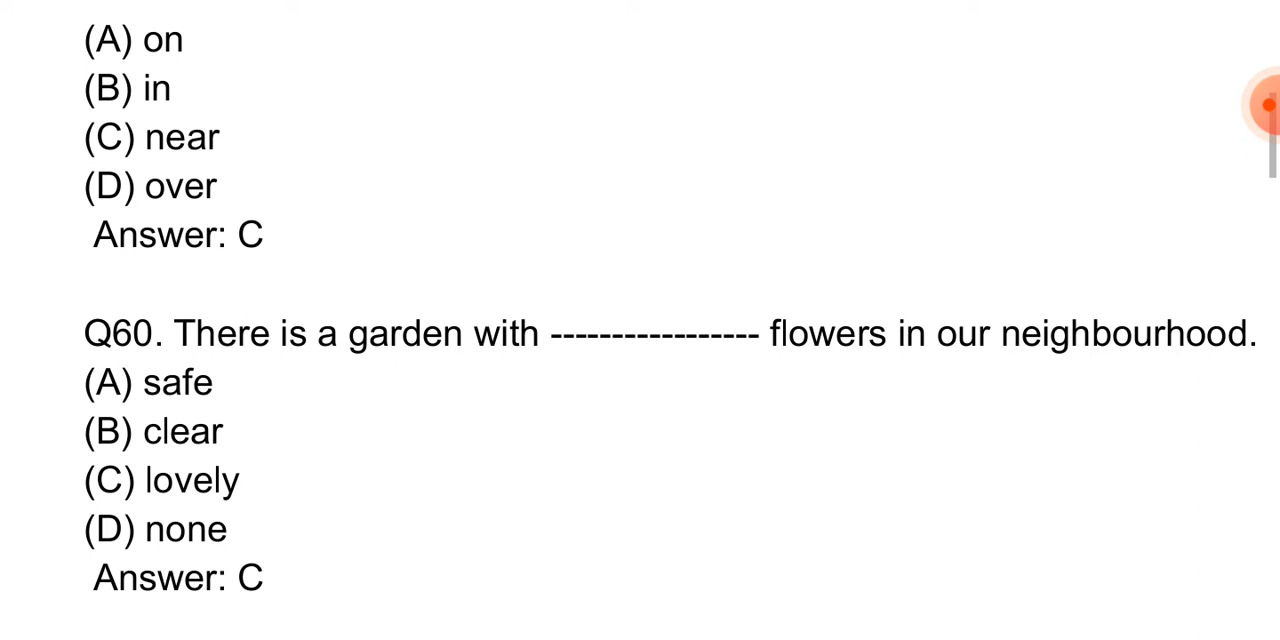 (A) on
(B) in
(C) near
(D) over
Answer: C
Q60. There is a garden with ----------------- flowers in our neighbourhood.
(A) safe
(B) clear
(C) lovely
(D) none
Answer: C